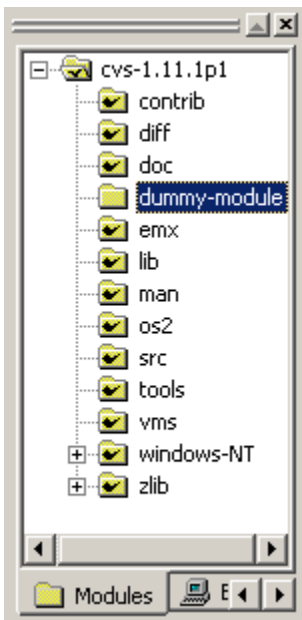 cvs-1.11.1p1
contrib
diff
doc
dummy-module
emx
lib
man
os2
src
tools
vms
windows-NT
zlib
Modules